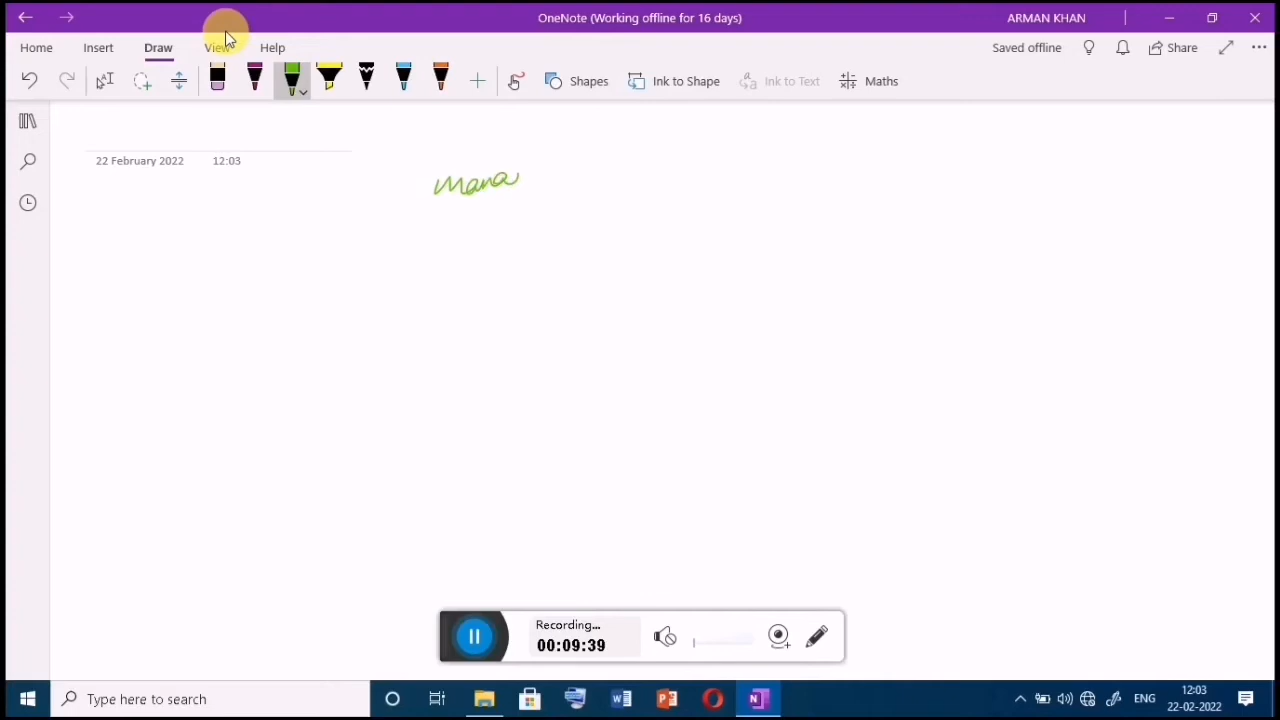 OneNote (Working offline for 16 days)
ARMAN KHAN
Home Insert Draw View Help
Saved offline Share
Shapes Ink to Shape Ink to Text Maths
22 February 2022 12:03
Mana
Recording...
00:09:39
Type here to search
ENG
12:03
22-02-2022